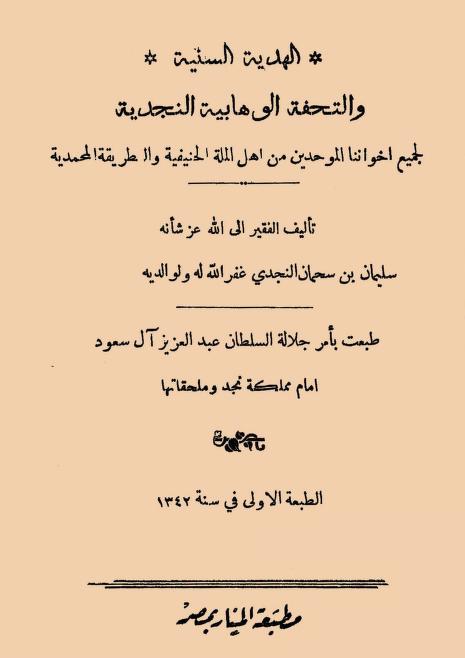 * الهدية السنية *
والتحفة الوهابية النجدية
لجميع اخواننا الموحدين من اهل الملة الحنيفية والطريقة المحمدية
تأليف الفقير الى الله عز شأنه
سليمان بن سحمان النجدي غفر الله له ولوالديه
طبعت بأمر جلالة السلطان عبد العزيز آل سعود
امام مملكة نجد وملحقاتها
الطبعة الاولى في سنة ١٣٤٢
مطبعة المنار بمصر